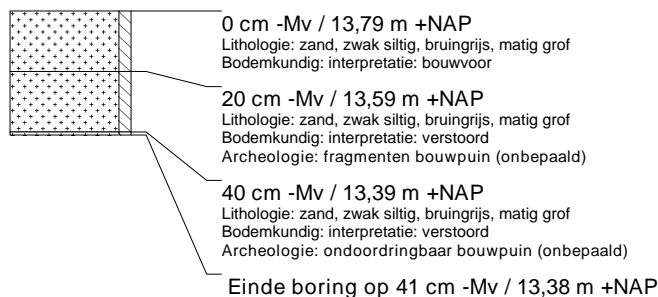 0 cm -Mv / 13,79 m +NAP
Lithologie: zand, zwak siltig, bruingrijs, matig grof
Bodemkundig: interpretatie: bouwvoor
20 cm -Mv / 13,59 m +NAP
Lithologie: zand, zwak siltig, bruingrijs, matig grof
Bodemkundig: interpretatie: verstoord
Archeologie: fragmenten bouwpuin (onbepaald)
40 cm -Mv / 13,39 m +NAP
Lithologie: zand, zwak siltig, bruingrijs, matig grof
Bodemkundig: interpretatie: verstoord
Archeologie: ondoordringbaar bouwpuin (onbepaald)
Einde boring op 41 cm -Mv / 13,38 m +NAP